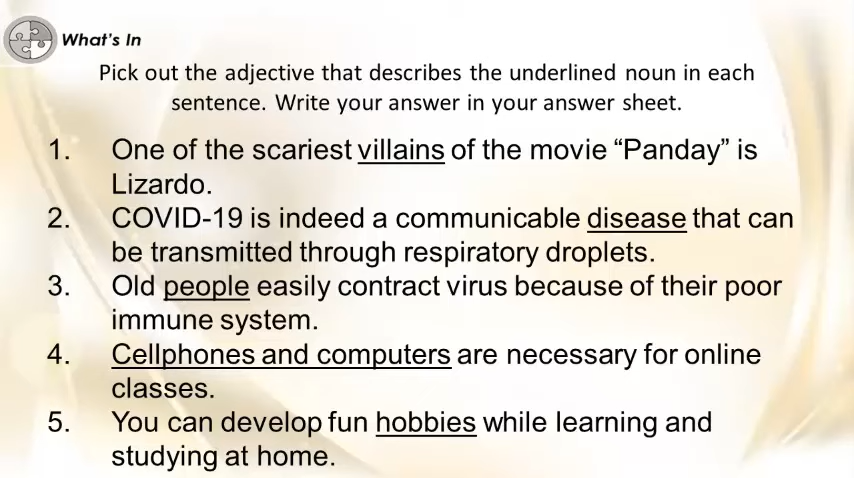 What's In
Pick out the adjective that describes the underlined noun in each
sentence. Write your answer in your answer sheet.
1. One of the scariest villains of the movie “Panday” is
Lizardo.
2. COVID-19 is indeed a communicable disease that can
be transmitted through respiratory droplets.
3. Old people easily contract virus because of their poor
immune system.
4. Cellphones and computers are necessary for online
classes.
5. You can develop fun hobbies while learning and
studying at home.